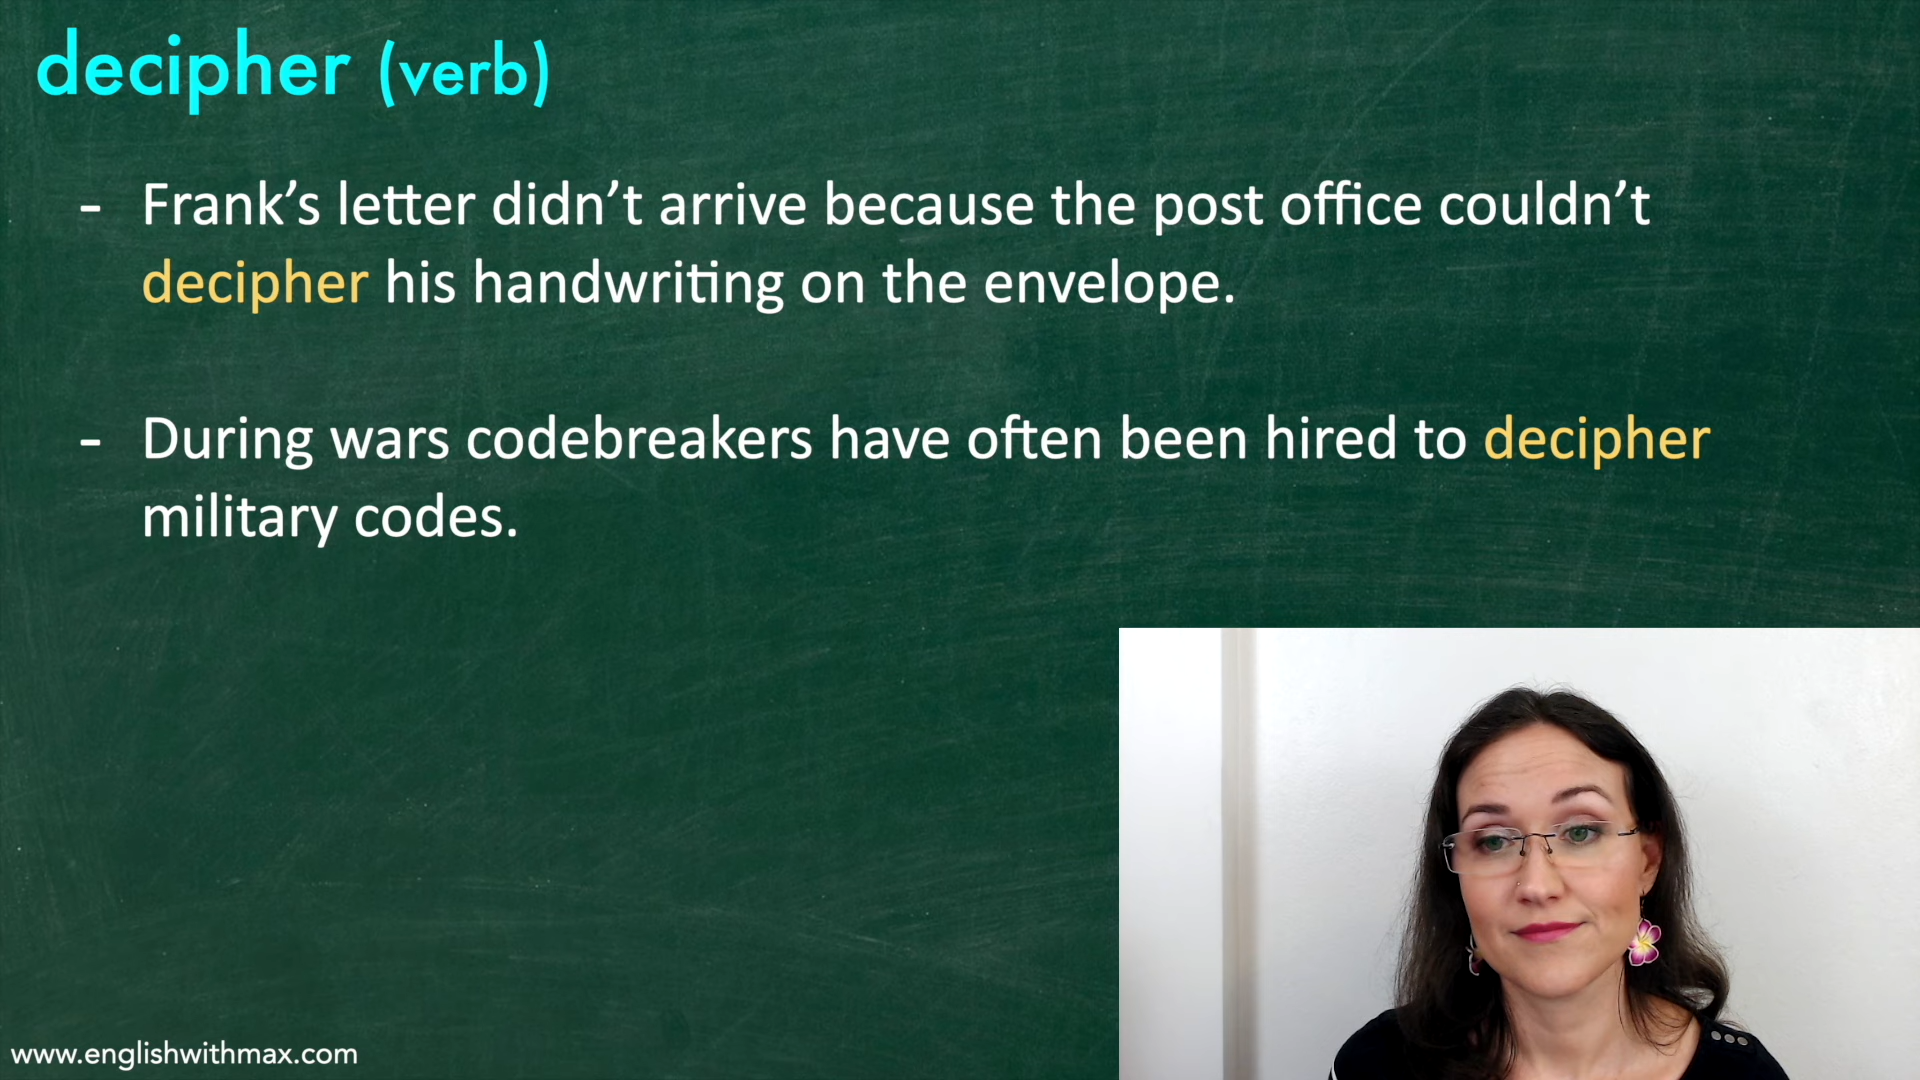 decipher (verb)
- Frank’s letter didn’t arrive because the post office couldn’t
decipher his handwriting on the envelope.
- During wars codebreakers have often been hired to decipher
military codes.
www.englishwithmax.com